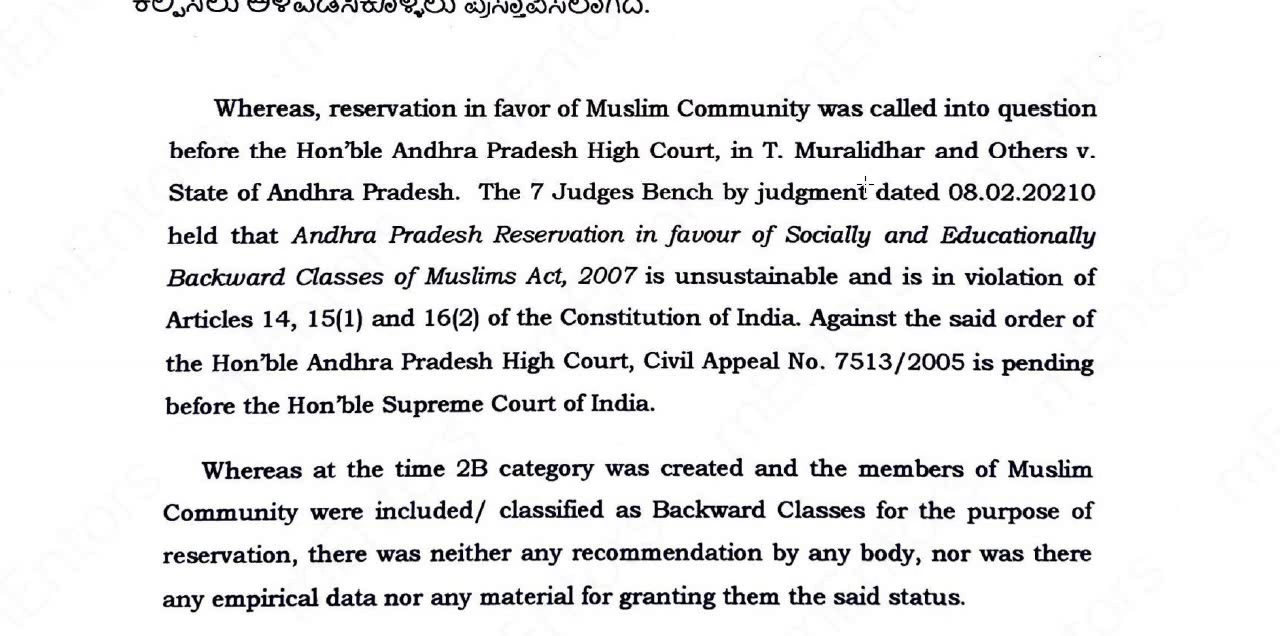 Whereas, reservation in favor of Muslim Community was called into question
before the Hon'ble Andhra Pradesh High Court, in T. Muralidhar and Others v.
State of Andhra Pradesh. The 7 Judges Bench by judgment dated 08.02.20210
held that Andhra Pradesh Reservation in favour of Socially and Educationally
Backward Classes of Muslims Act, 2007 is unsustainable and is in violation of
Articles 14, 15(1) and 16(2) of the Constitution of India. Against the said order of
the Hon'ble Andhra Pradesh High Court, Civil Appeal No. 7513/2005 is pending
before the Hon'ble Supreme Court of India.
Whereas at the time 2B category was created and the members of Muslim
Community were included/ classified as Backward Classes for the purpose of
reservation, there was neither any recommendation by any body, nor was there
any empirical data nor any material for granting them the said status.